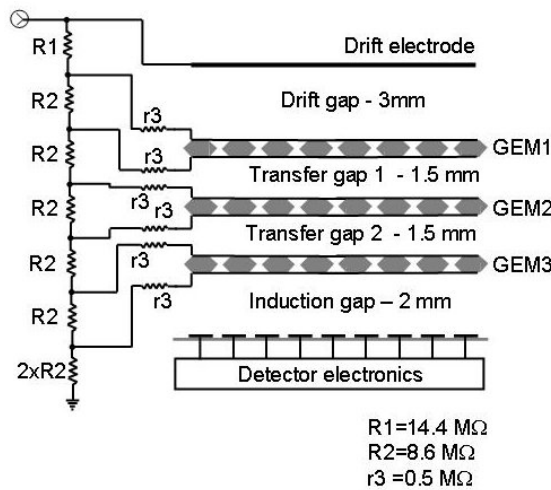 R1
Drift electrode
R2
Drift gap - 3mm
r3
R2
GEM1
r3
Transfer gap 1 - 1.5 mm
R2
r3 r3
GEM2
Transfer gap 2 - 1.5 mm
R2
r3
GEM3
R2
r3
Induction gap – 2 mm
2xR2
Detector electronics
R1=14.4 MΩ
R2=8.6 MΩ
r3 =0.5 MΩ